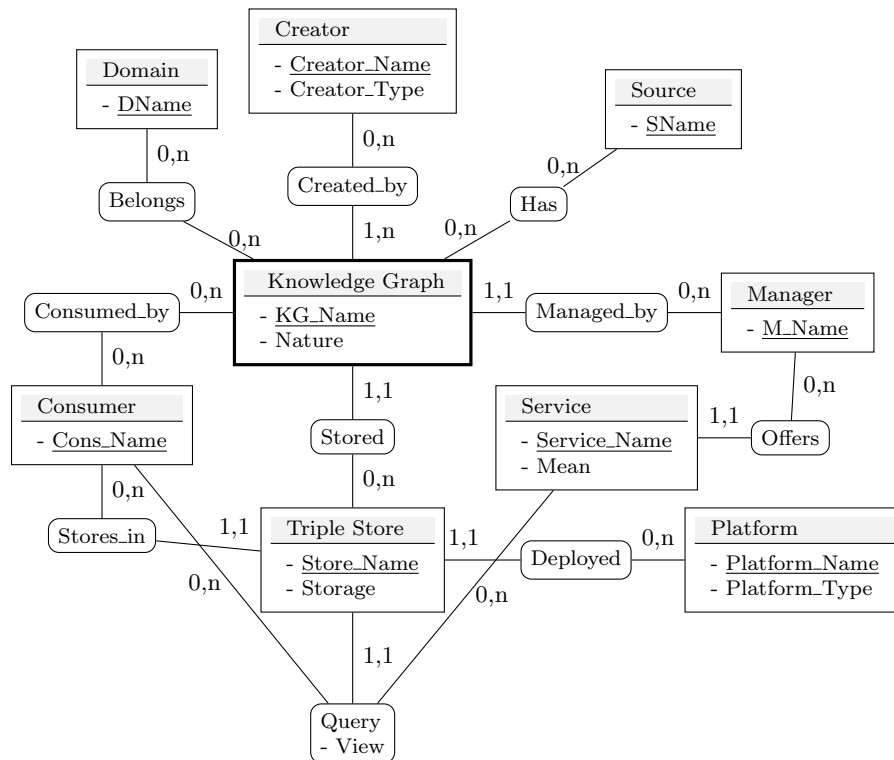 Creator
- Creator_Name
- Creator_Type
Domain
- DName
Source
- SName
0,n
0,n
0,n
Belongs
Created_by
Has
0,n
1,n
0,n
Knowledge Graph
- KG_Name
- Nature
Consumed_by
0,n
1,1
Managed_by
0,n
Manager
- M_Name
0,n
1,1
0,n
Consumer
- Cons_Name
Stored
Service
- Service_Name
- Mean
1,1
Offers
0,n
0,n
Stores_in
1,1
Triple Store
- Store_Name
- Storage
1,1
Deployed
0,n
Platform
- Platform_Name
- Platform_Type
0,n
0,n
1,1
Query
- View